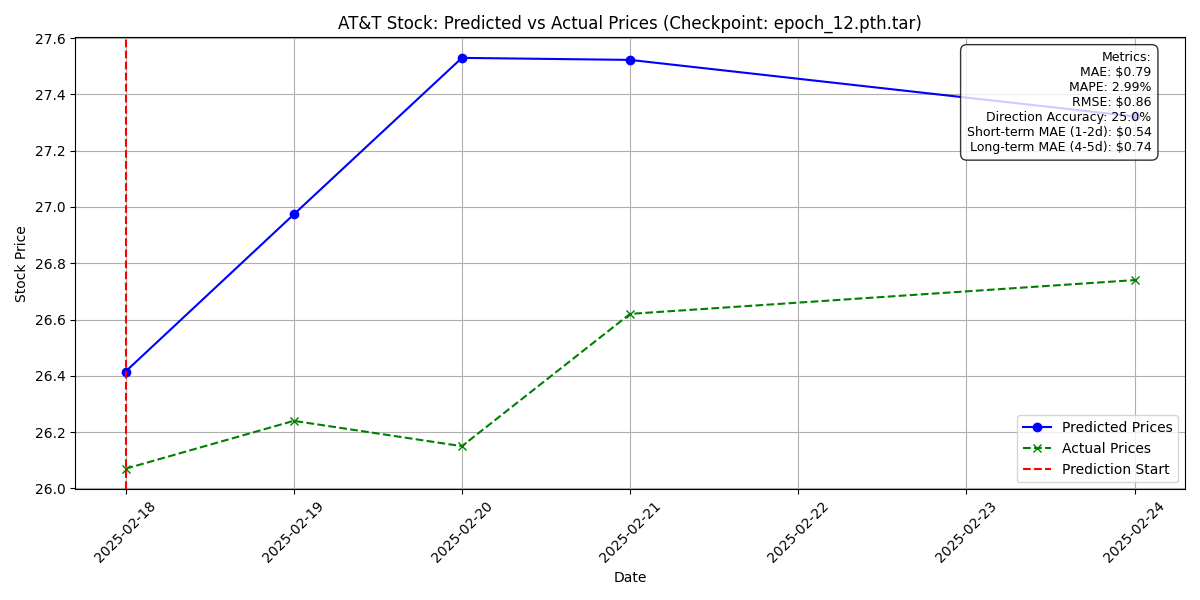 AT&T Stock: Predicted vs Actual Prices (Checkpoint: epoch_12.pth.tar)
27.6
27.4
27.2
27.0
26.8
26.6
26.4
26.2
26.0
Stock Price
Metrics:
MAE: $0.79
MAPE: 2.99%
RMSE: $0.86
Direction Accuracy: 25.0%
Short-term MAE (1-2d): $0.54
Long-term MAE (4-5d): $0.74
Predicted Prices
Actual Prices
Prediction Start
2025-02-18
2025-02-19
2025-02-20
2025-02-21
2025-02-22
2025-02-23
2025-02-24
Date